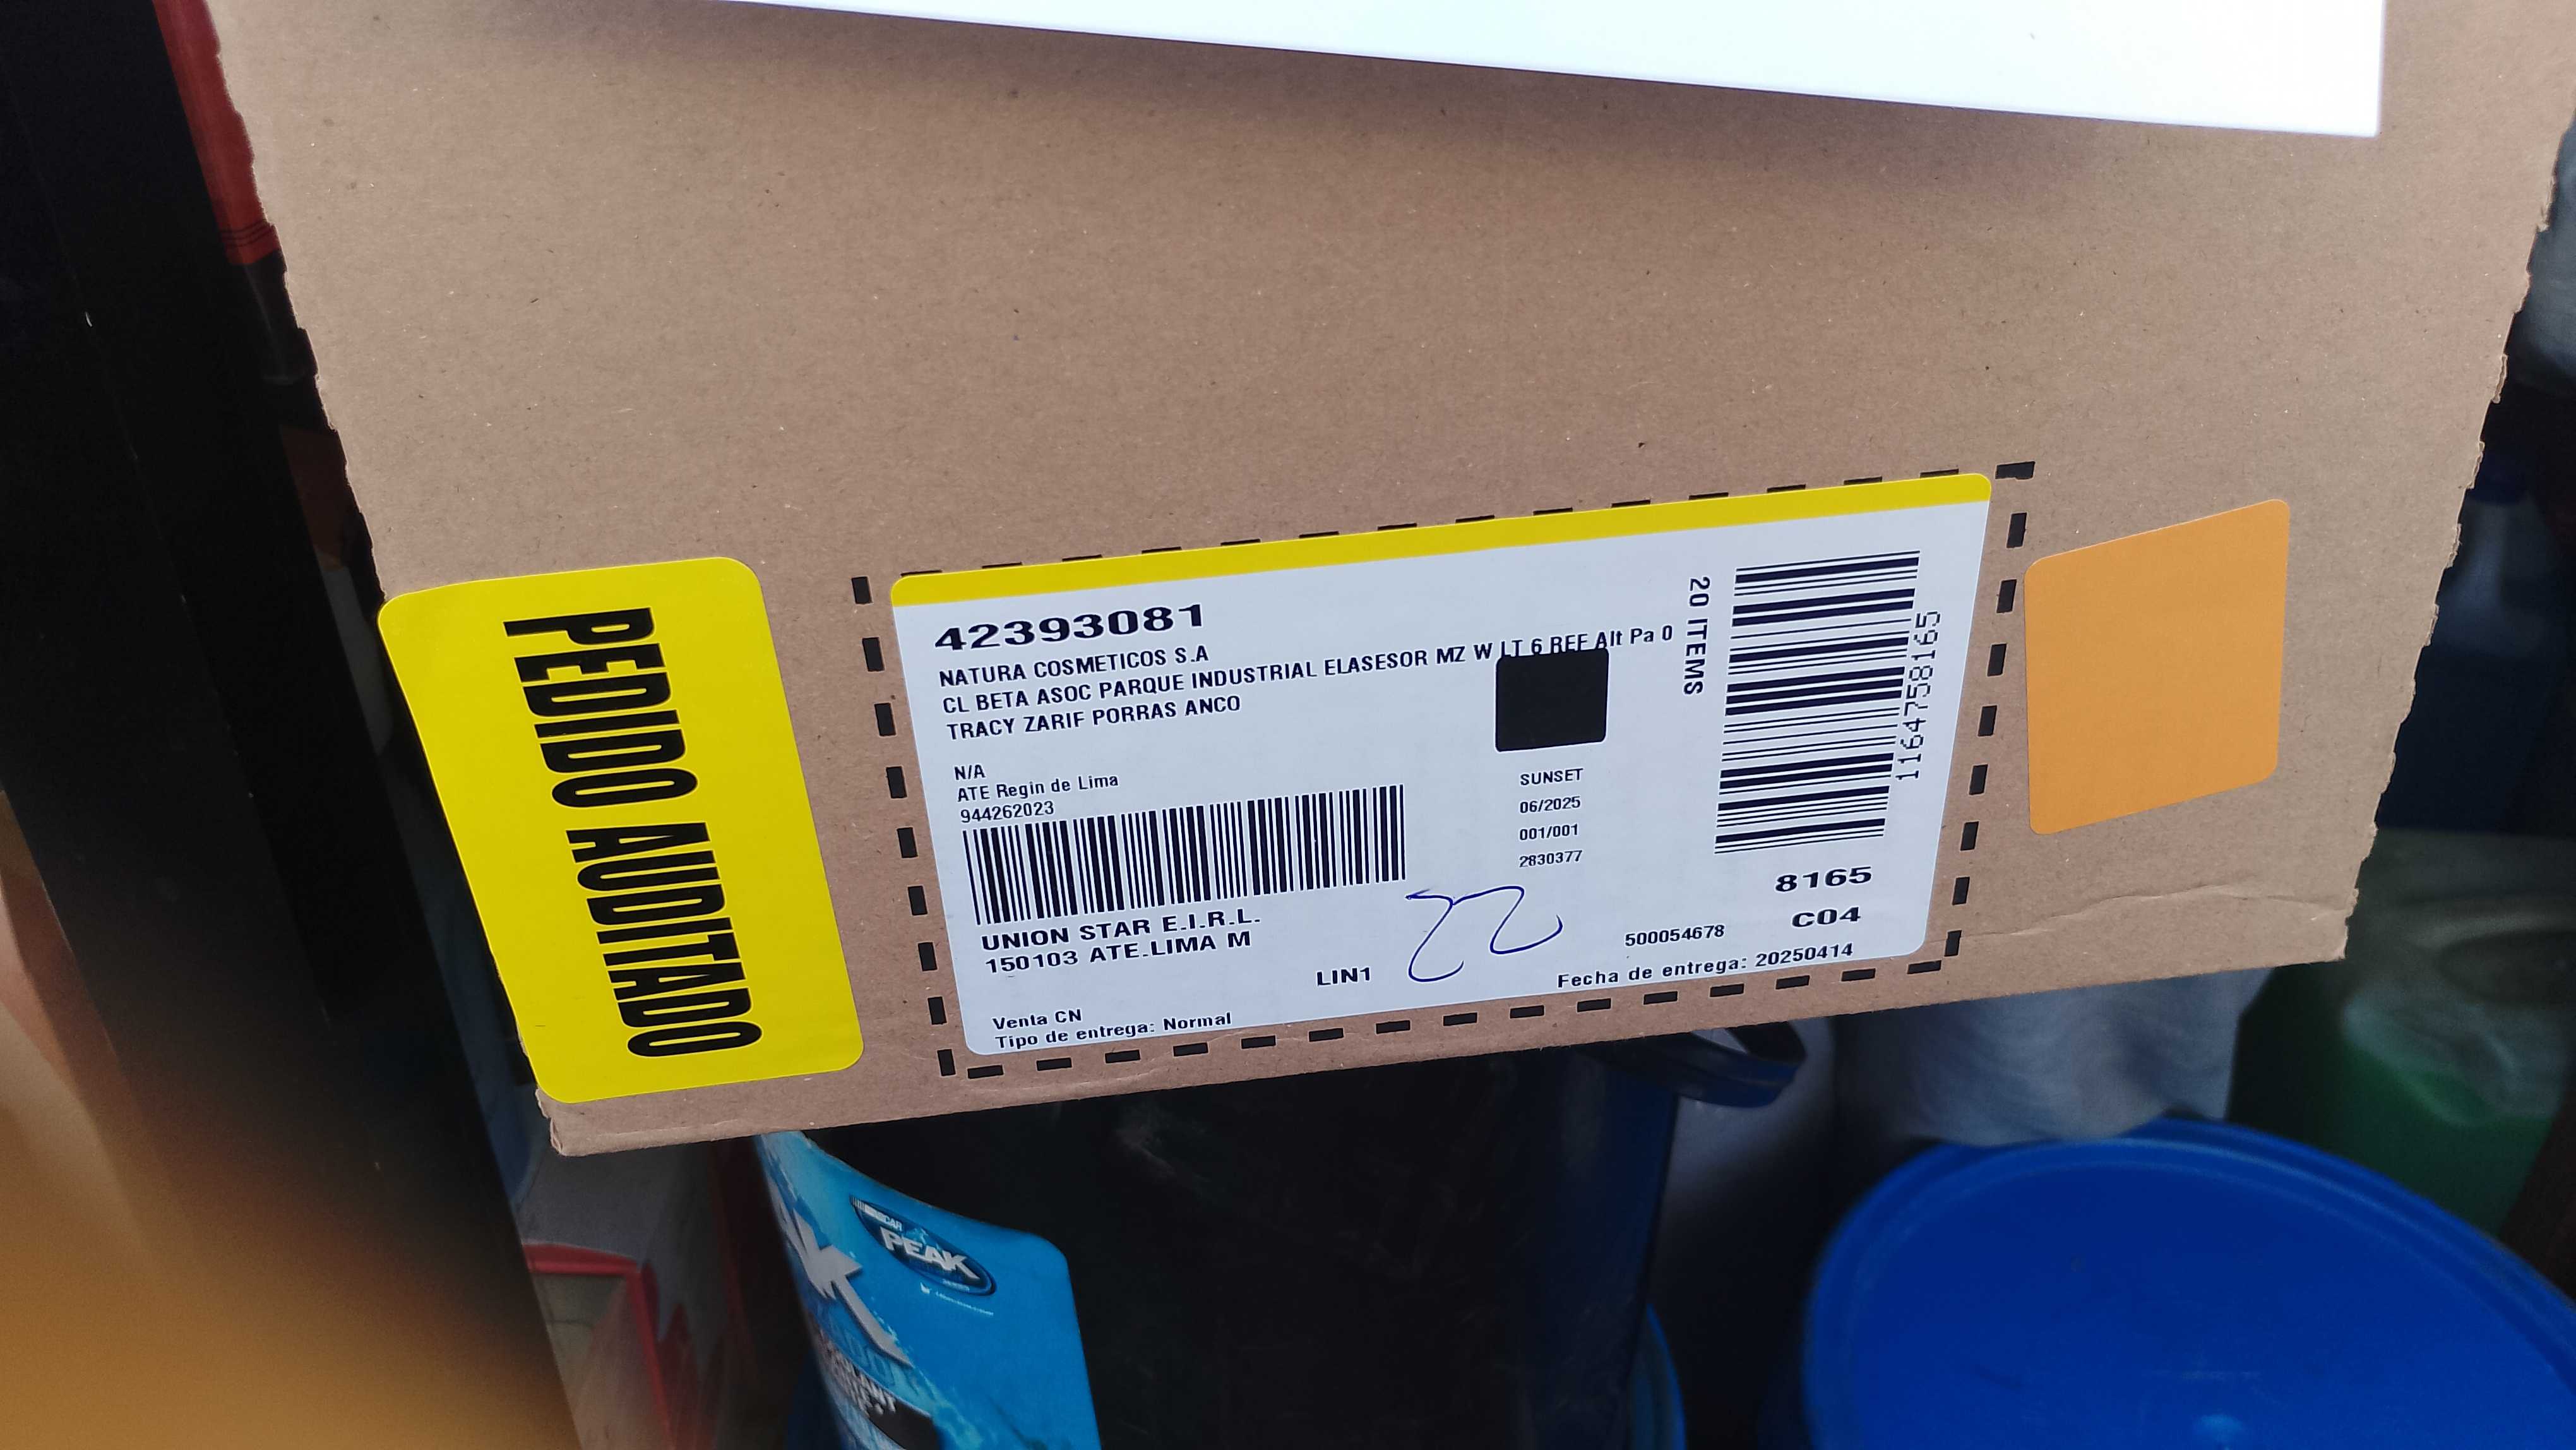 PEDIDO AUDITADO
42393081
NATURA COSMETICOS S.A
CL BETA ASOC PARQUE INDUSTRIAL ELASESOR MZ W LT 6 REF Alt Pa 0
TRACY ZARIF PORRAS ANCO
N/A
ATE Regin de Lima
944262023
UNION STAR E.I.R.L.
150103 ATE.LIMA M
LIN1
Venta CN
Tipo de entrega: Normal
SUNSET
06/2025
001/001
2830377
22
20 ITEMS
1164758165
8165
C04
500054678
Fecha de entrega: 20250414
PEAK